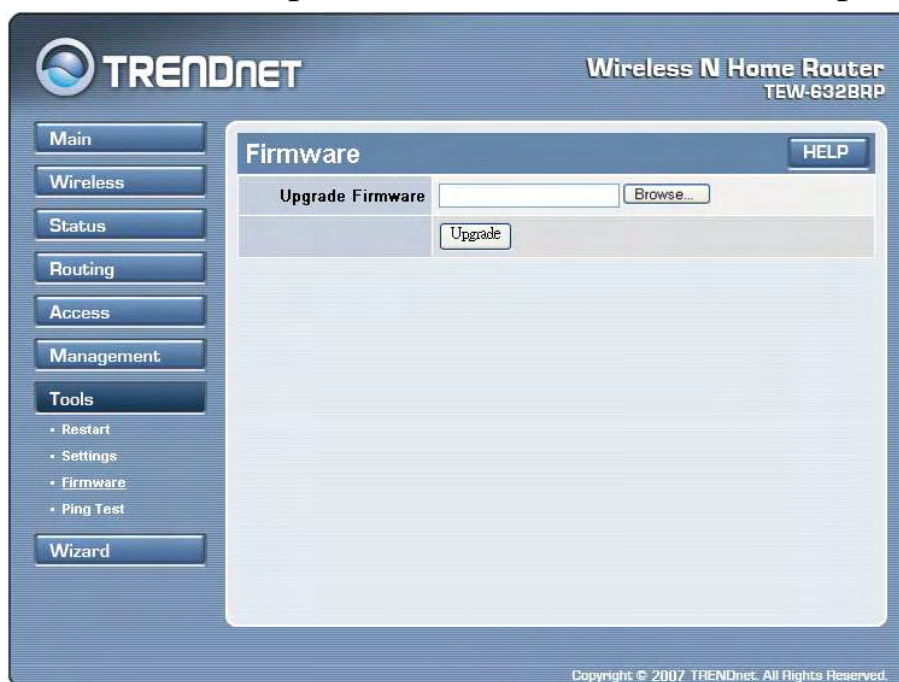 TRENDNET
Wireless N Home Router
TEW-632BRP
Main
Wireless
Status
Routing
Access
Management
Tools
• Restart
• Settings
• Firmware
• Ping Test
Wizard
Firmware
HELP
Upgrade Firmware
Browse...
Upgrade
Copyright © 2007 TRENDnet. All Rights Reserved.